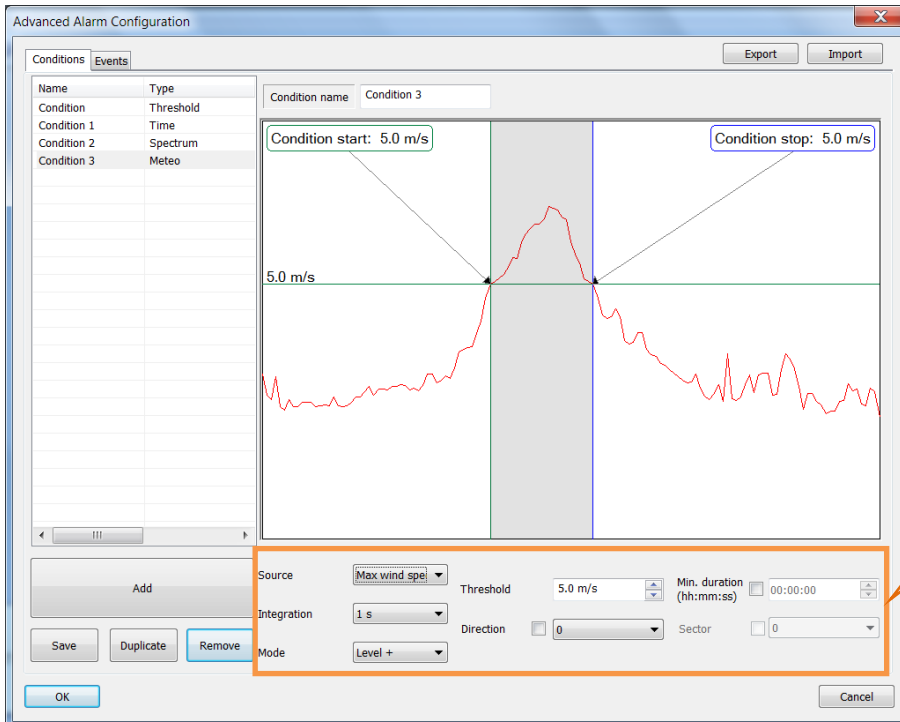 Advanced Alarm Configuration
X
Conditions Events Export Import
Name Type
Condition Threshold
Condition 1 Time
Condition 2 Spectrum
Condition 3 Meteo
Condition name Condition 3
Condition start: 5.0 m/s Condition stop: 5.0 m/s
5.0 m/s
Add
Save Duplicate Remove
Source Max wind spe
Integration 1 s
Mode Level +
Threshold 5.0 m/s
Direction 0
Min. duration
(hh:mm:ss) 00:00:00
Sector 0
OK Cancel